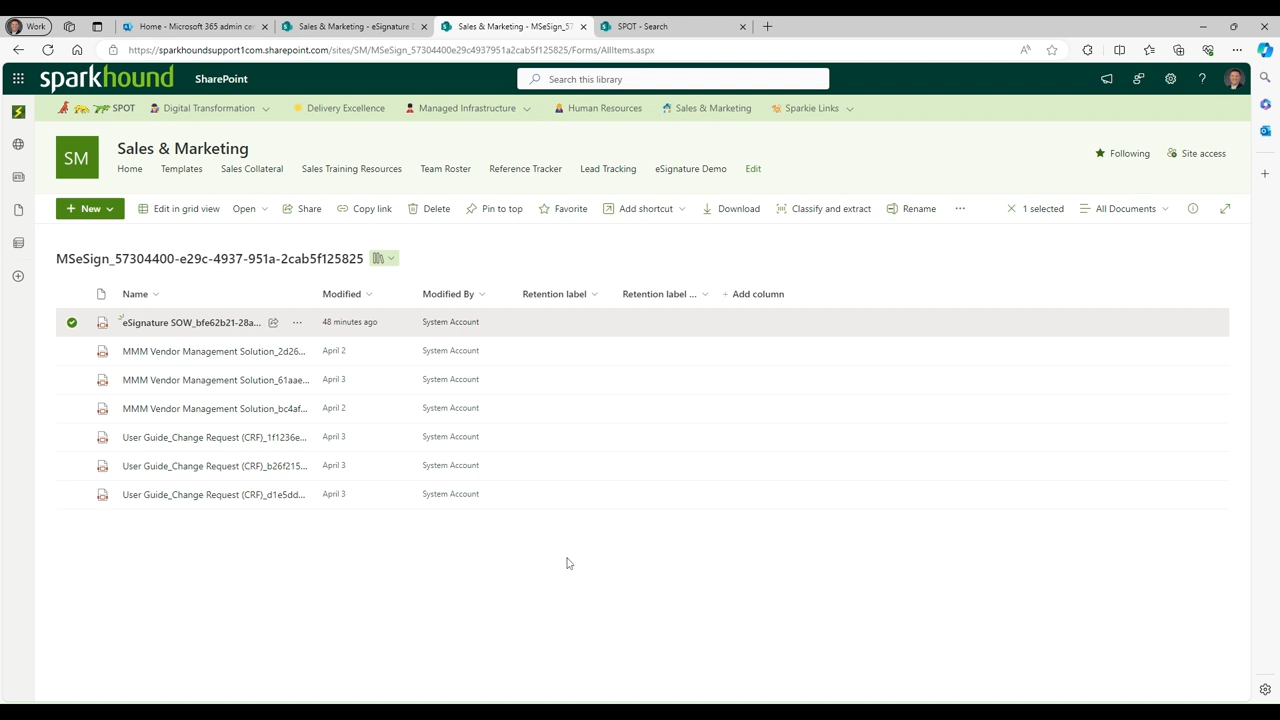 Work
Home - Microsoft 365 admin cen
Sales & Marketing - eSignature D
Sales & Marketing - MSeSign_57
SPOT - Search
https://sparkhoundsupport1com.sharepoint.com/sites/SM/MSeSign_57304400e29c4937951a2cab5f125825/Forms/AllItems.aspx
sparkhound SharePoint
Search this library
SPOT Digital Transformation Delivery Excellence Managed Infrastructure Human Resources Sales & Marketing Sparkie Links
SM
Sales & Marketing
Following Site access
Home Templates Sales Collateral Sales Training Resources Team Roster Reference Tracker Lead Tracking eSignature Demo Edit
New Edit in grid view Open Share Copy link Delete Pin to top Favorite Add shortcut Download Classify and extract Rename ... 1 selected All Documents
MSeSign_57304400-e29c-4937-951a-2cab5f125825
Name Modified Modified By Retention label Retention label ... + Add column
eSignature SOW_bfe62b21-28a... 48 minutes ago System Account
MMM Vendor Management Solution_2d26... April 2 System Account
MMM Vendor Management Solution_61aae... April 3 System Account
MMM Vendor Management Solution_bc4af... April 2 System Account
User Guide_Change Request (CRF)_1f1236e... April 3 System Account
User Guide_Change Request (CRF)_b26f215... April 3 System Account
User Guide_Change Request (CRF)_d1e5dd... April 3 System Account